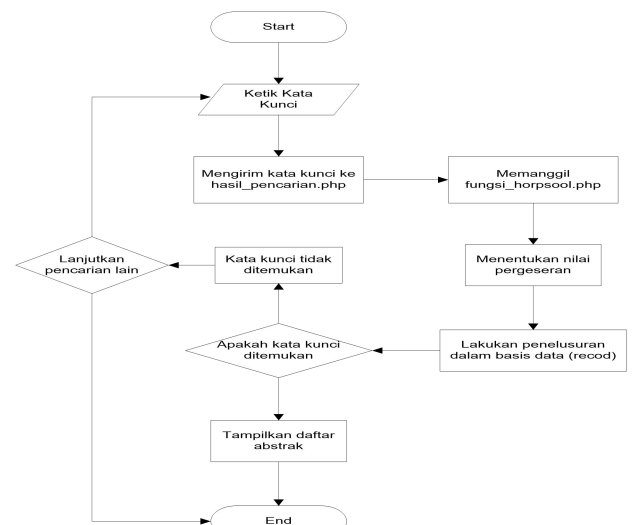 Start
Ketik Kata
Kunci
Mengirim kata kunci ke
hasil_pencarian.php
Memanggil
fungsi_horpsool.php
Lanjutkan
pencarian lain
Kata kunci tidak
ditemukan
Menentukan nilai
pergeseran
Apakah kata kunci
ditemukan
Lakukan penelusuran
dalam basis data (recod)
Tampilkan daftar
abstrak
End